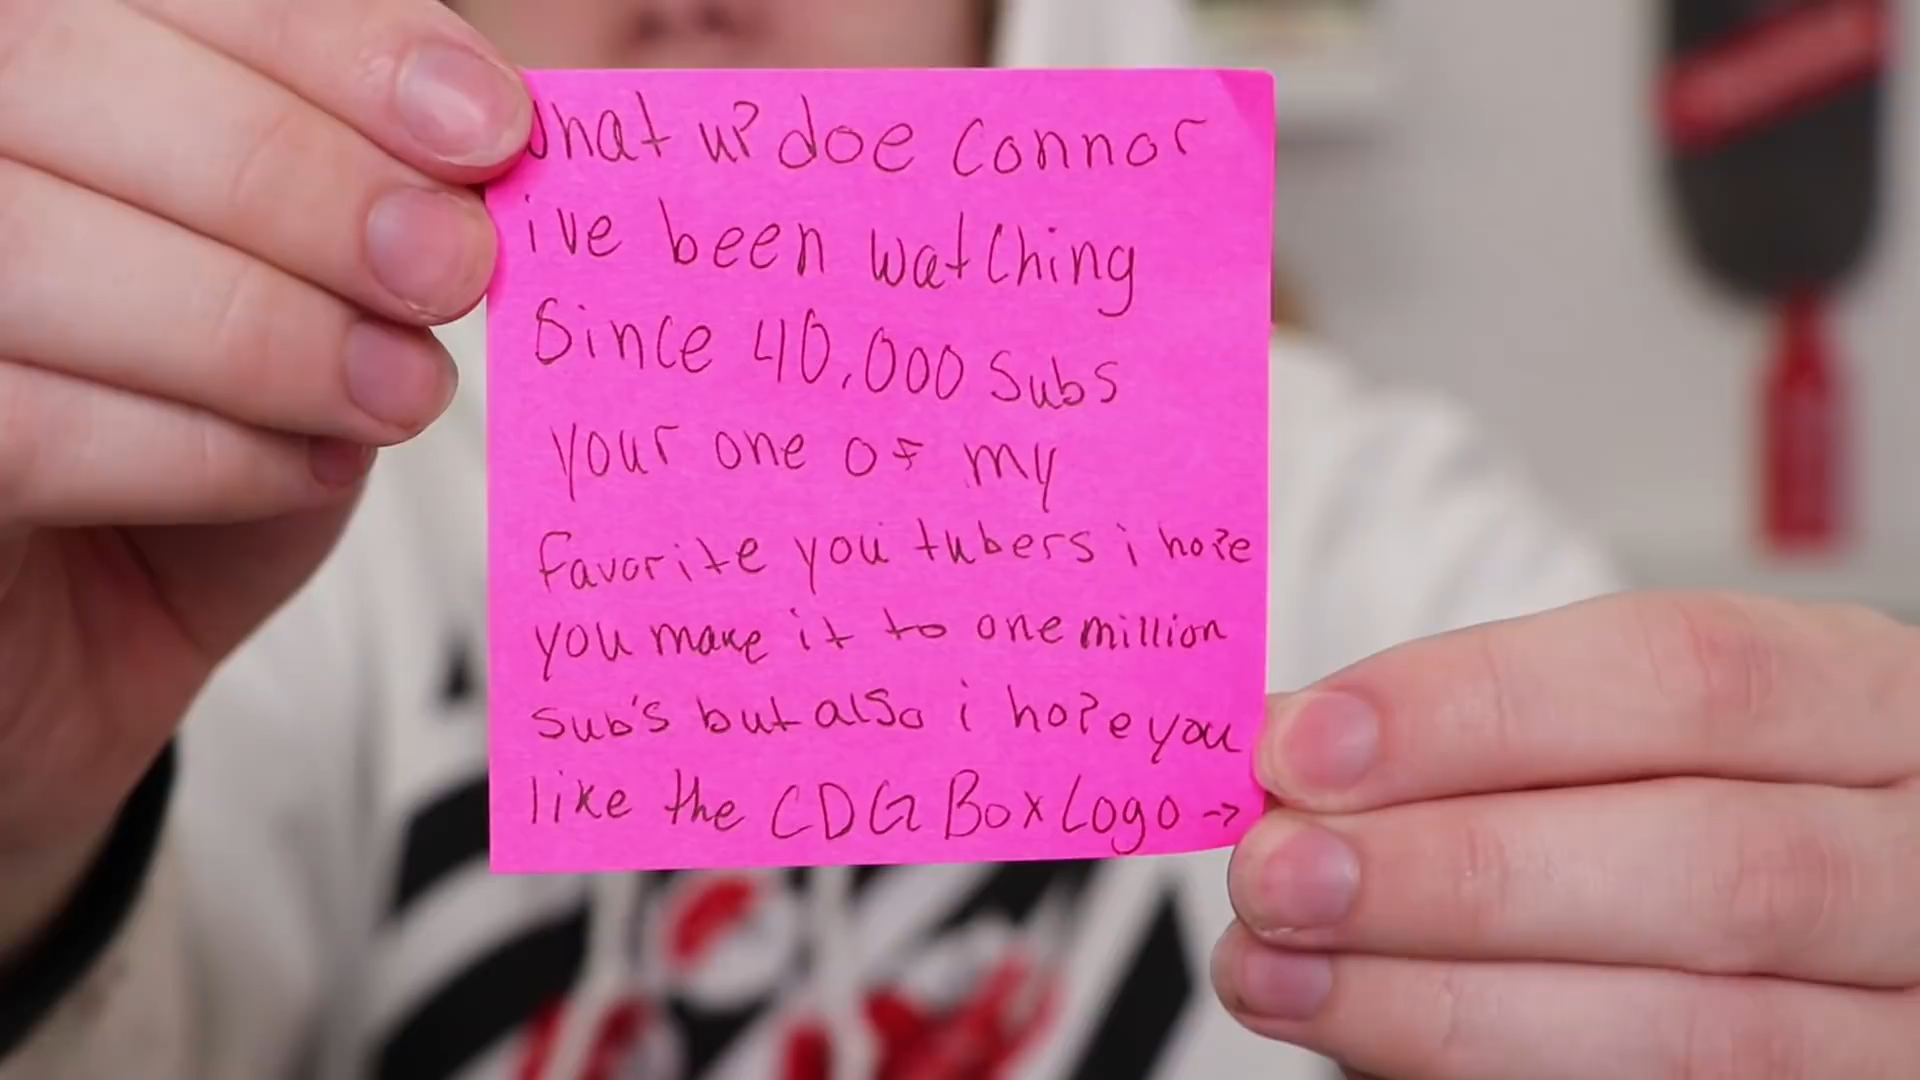 What up doe Connor
ive been watching
Since 40,000 subs
your one of my
favorite you tubers i hope
you make it to one million
sub's but also i hope you
like the CDG Box Logo →